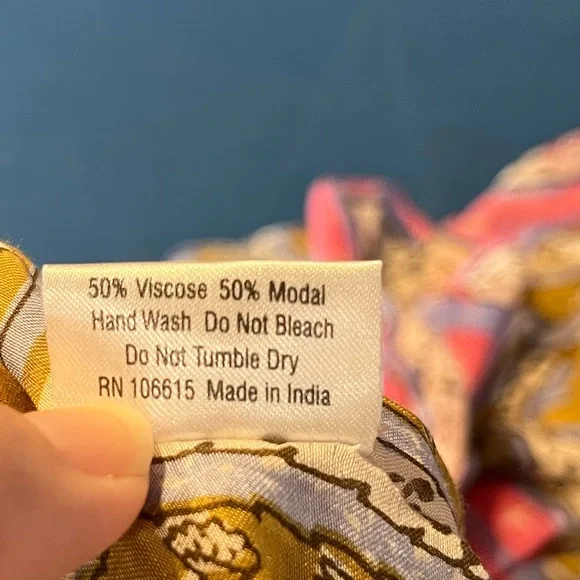 50% Viscose 50% Modal
Hand Wash Do Not Bleach
Do Not Tumble Dry
RN 106615 Made in India